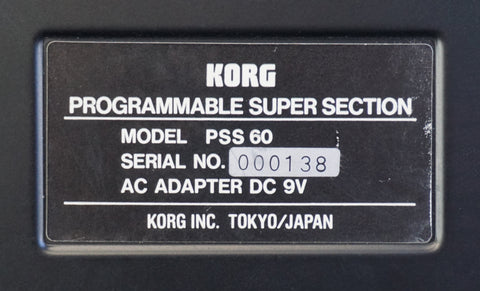 KORG
PROGRAMMABLE SUPER SECTION
MODEL PSS 60
SERIAL NO. 000138
AC ADAPTER DC 9V
KORG INC. TOKYO/JAPAN